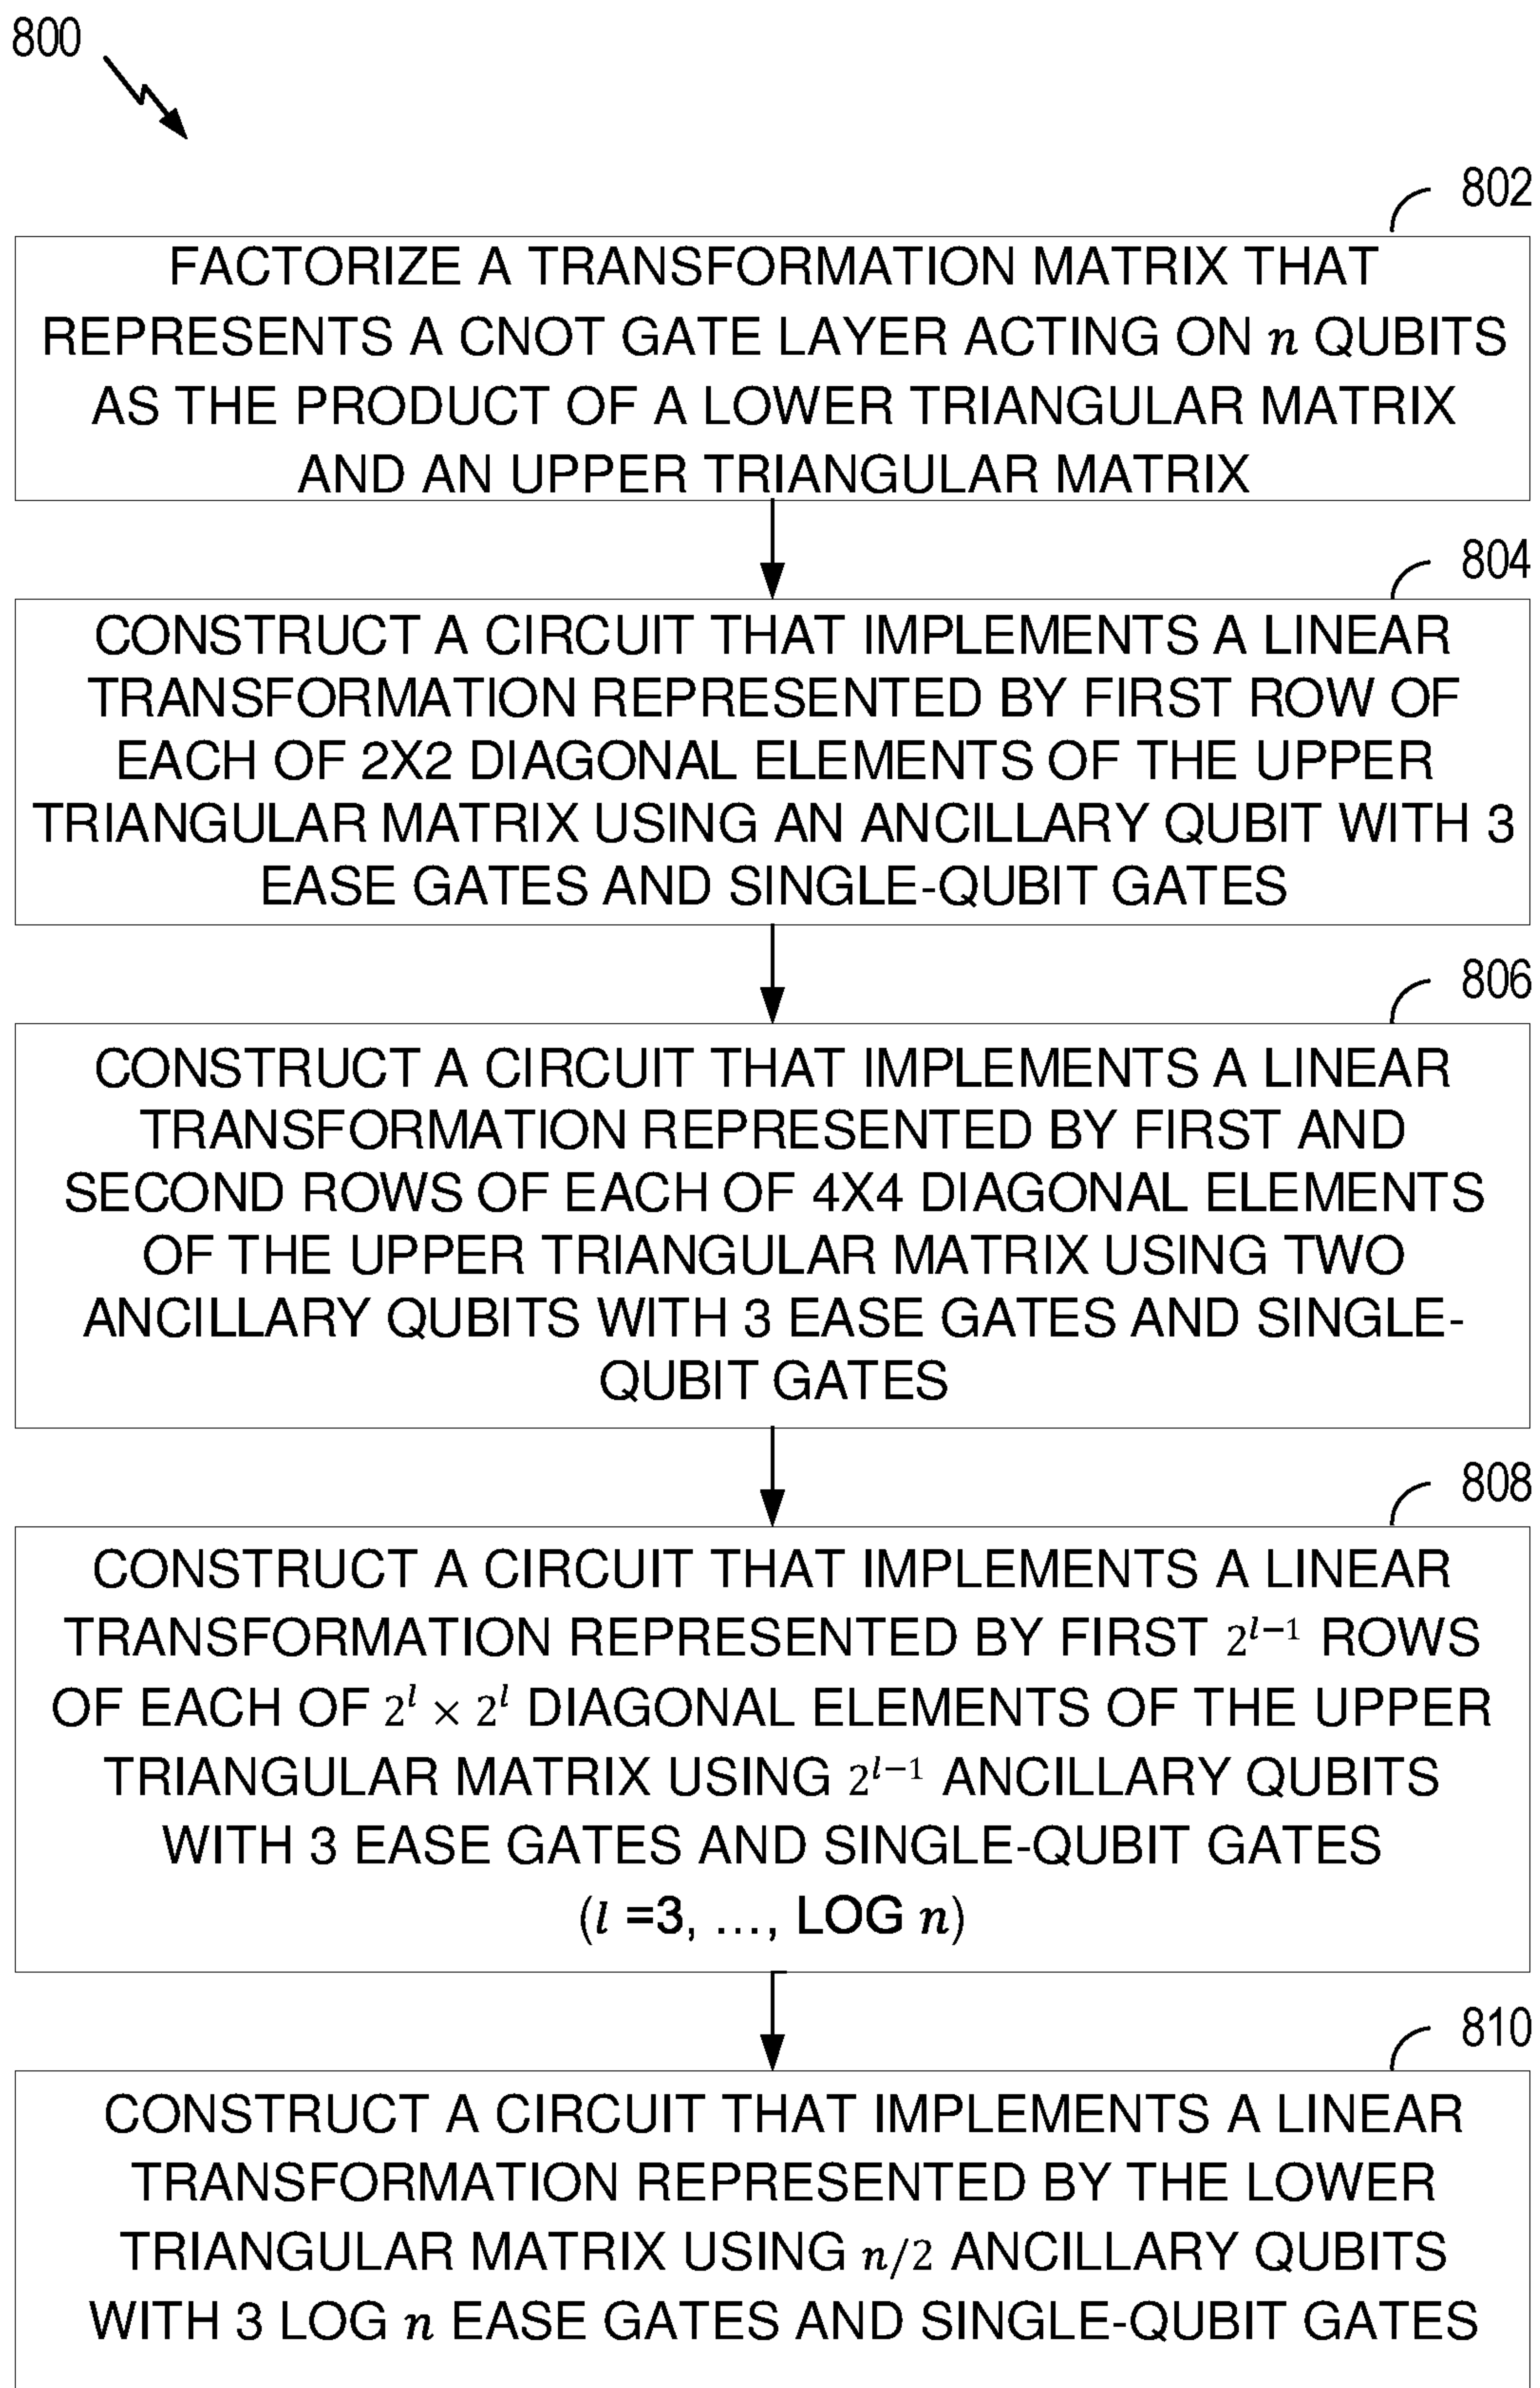 800
802
FACTORIZE A TRANSFORMATION MATRIX THAT
REPRESENTS A CNOT GATE LAYER ACTING ON n QUBITS
AS THE PRODUCT OF A LOWER TRIANGULAR MATRIX
AND AN UPPER TRIANGULAR MATRIX
804
CONSTRUCT A CIRCUIT THAT IMPLEMENTS A LINEAR
TRANSFORMATION REPRESENTED BY FIRST ROW OF
EACH OF 2X2 DIAGONAL ELEMENTS OF THE UPPER
TRIANGULAR MATRIX USING AN ANCILLARY QUBIT WITH 3
EASE GATES AND SINGLE-QUBIT GATES
806
CONSTRUCT A CIRCUIT THAT IMPLEMENTS A LINEAR
TRANSFORMATION REPRESENTED BY FIRST AND
SECOND ROWS OF EACH OF 4X4 DIAGONAL ELEMENTS
OF THE UPPER TRIANGULAR MATRIX USING TWO
ANCILLARY QUBITS WITH 3 EASE GATES AND SINGLE-
QUBIT GATES
808
CONSTRUCT A CIRCUIT THAT IMPLEMENTS A LINEAR
TRANSFORMATION REPRESENTED BY FIRST 2^{l−1} ROWS
OF EACH OF 2^l × 2^l DIAGONAL ELEMENTS OF THE UPPER
TRIANGULAR MATRIX USING 2^{l−1} ANCILLARY QUBITS
WITH 3 EASE GATES AND SINGLE-QUBIT GATES
(l =3, …, LOG n)
810
CONSTRUCT A CIRCUIT THAT IMPLEMENTS A LINEAR
TRANSFORMATION REPRESENTED BY THE LOWER
TRIANGULAR MATRIX USING n/2 ANCILLARY QUBITS
WITH 3 LOG n EASE GATES AND SINGLE-QUBIT GATES